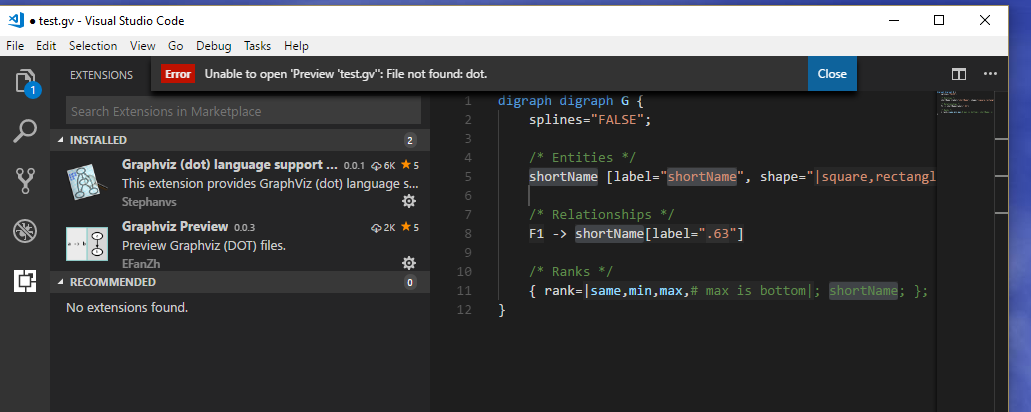 ● test.gv - Visual Studio Code
File Edit Selection View Go Debug Tasks Help
1
EXTENSIONS
Error Unable to open 'Preview 'test.gv'': File not found: dot. Close
Search Extensions in Marketplace
INSTALLED 2
Graphviz (dot) language support ... 0.0.1 6K ★ 5
This extension provides GraphViz (dot) language s...
Stephanvs
Graphviz Preview 0.0.3 2K ★ 5
Preview Graphviz (DOT) files.
EFanZh
RECOMMENDED 0
No extensions found.
1 digraph digraph G {
2 splines="FALSE";
3
4 /* Entities */
5 shortName [label="shortName", shape="|square,rectangl
6
7 /* Relationships */
8 F1 -> shortName[label=".63"]
9
10 /* Ranks */
11 { rank=|same,min,max,# max is bottom|; shortName; };
12 }